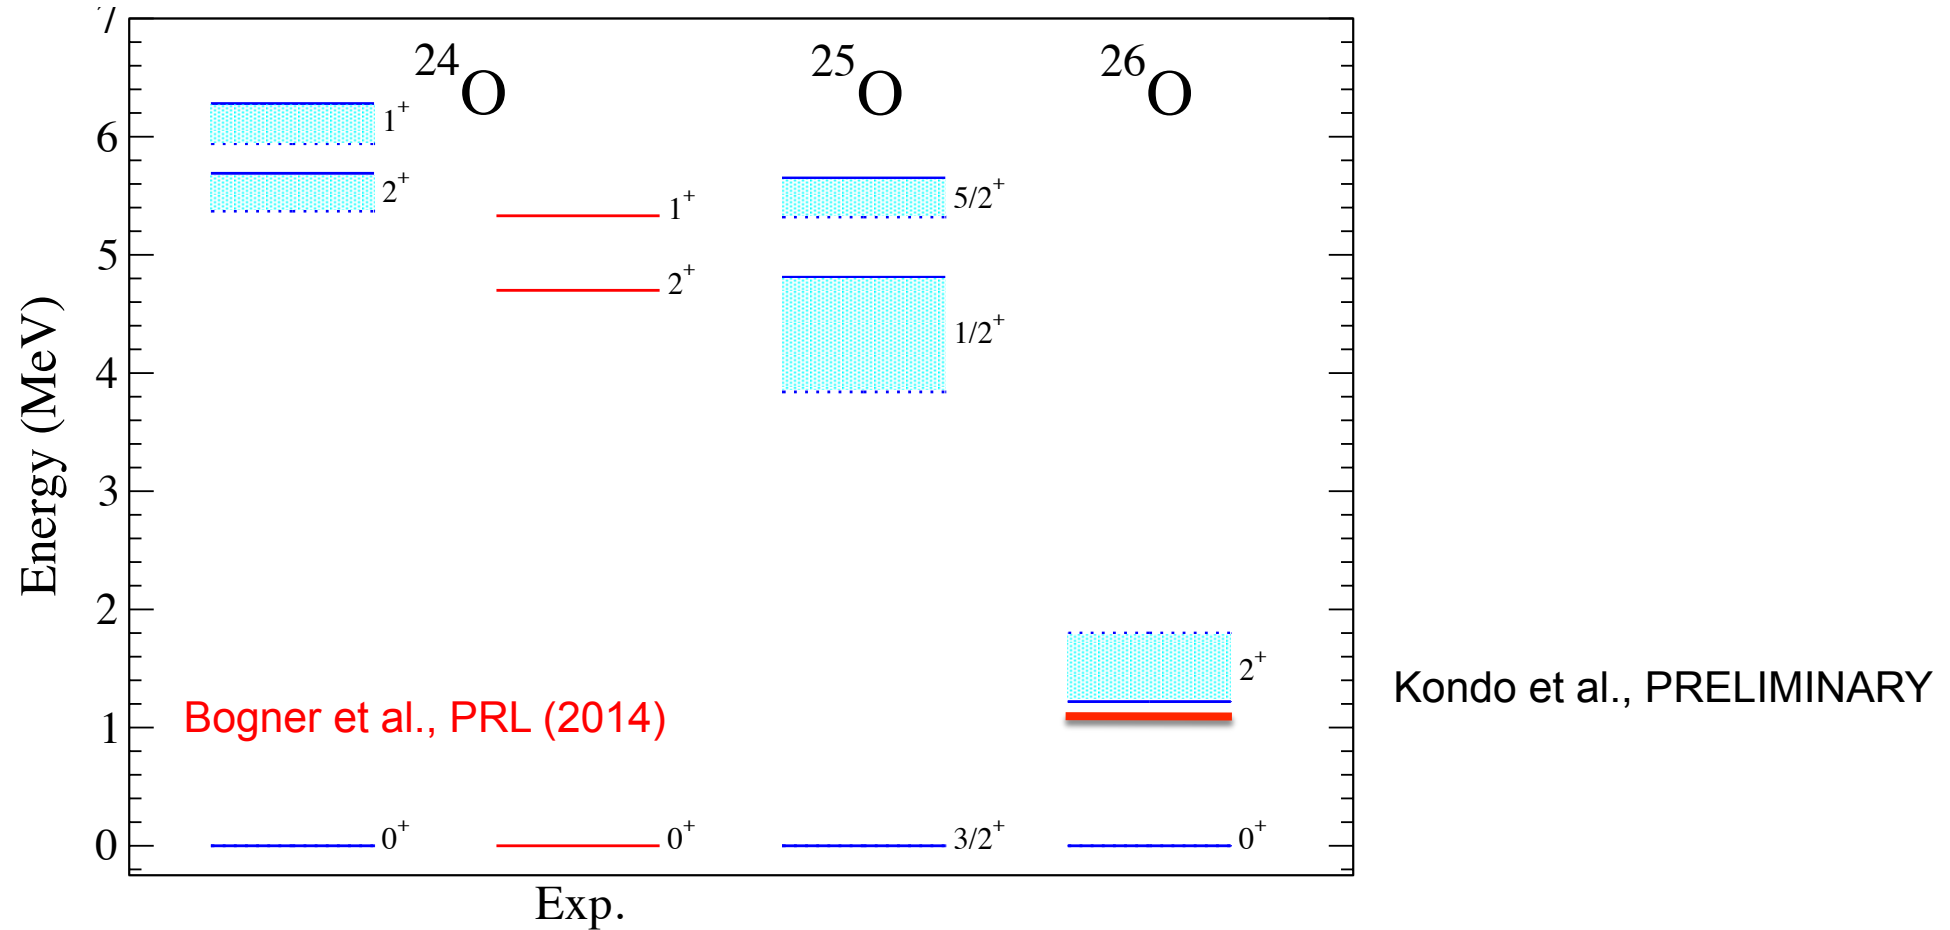 7
24O
25O
26O
1+
6
2+
5/2+
1+
5
2+
1/2+
4
Energy (MeV)
3
2
2+
Kondo et al., PRELIMINARY
Bogner et al., PRL (2014)
1
0
0+
0+
3/2+
0+
Exp.